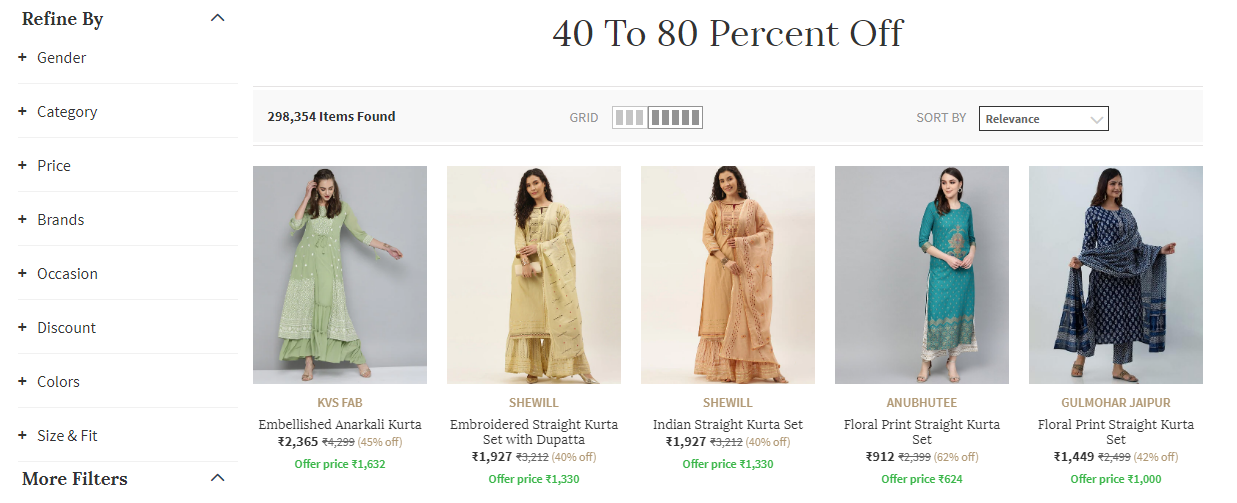 Refine By
+ Gender
+ Category
+ Price
+ Brands
+ Occasion
+ Discount
+ Colors
+ Size & Fit
More Filters
40 To 80 Percent Off
298,354 Items Found
GRID
SORT BY
Relevance
KVS FAB
Embellished Anarkali Kurta
₹2,365 ₹4,299 (45% off)
Offer price ₹1,632
SHEWILL
Embroidered Straight Kurta
Set with Dupatta
₹1,927 ₹3,212 (40% off)
Offer price ₹1,330
SHEWILL
Indian Straight Kurta Set
₹1,927 ₹3,212 (40% off)
Offer price ₹1,330
ANUBHUTEE
Floral Print Straight Kurta
Set
₹912 ₹2,399 (62% off)
Offer price ₹624
GULMOHAR JAIPUR
Floral Print Straight Kurta
Set
₹1,449 ₹2,499 (42% off)
Offer price ₹1,000